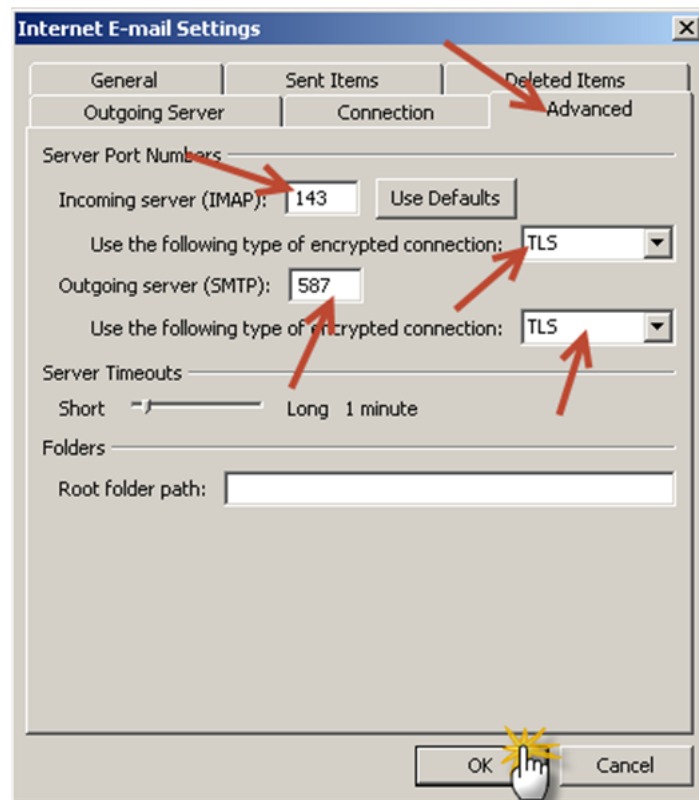 Internet E-mail Settings
General Sent Items Deleted Items
Outgoing Server Connection Advanced
Server Port Numbers
Incoming server (IMAP): 143 Use Defaults
Use the following type of encrypted connection: TLS
Outgoing server (SMTP): 587
Use the following type of encrypted connection: TLS
Server Timeouts
Short Long 1 minute
Folders
Root folder path:
OK Cancel